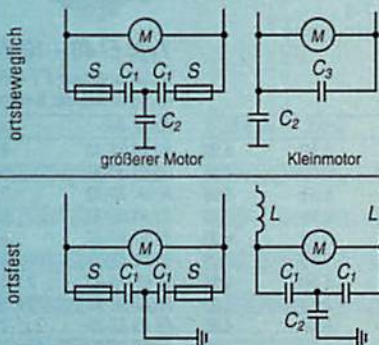 ortsbeweglich
M
M
S C₁ C₁ S
C₃
C₂
C₂
größerer Motor
Kleinmotor
ortsfest
L
L
M
M
S C₁ C₁ S
C₁
C₁
C₂